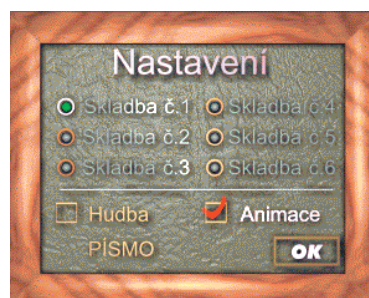 Nastavení
Skladba č.1 Skladba č.4
Skladba č.2 Skladba č.5
Skladba č.3 Skladba č.6
Hudba Animace
PÍSMO OK